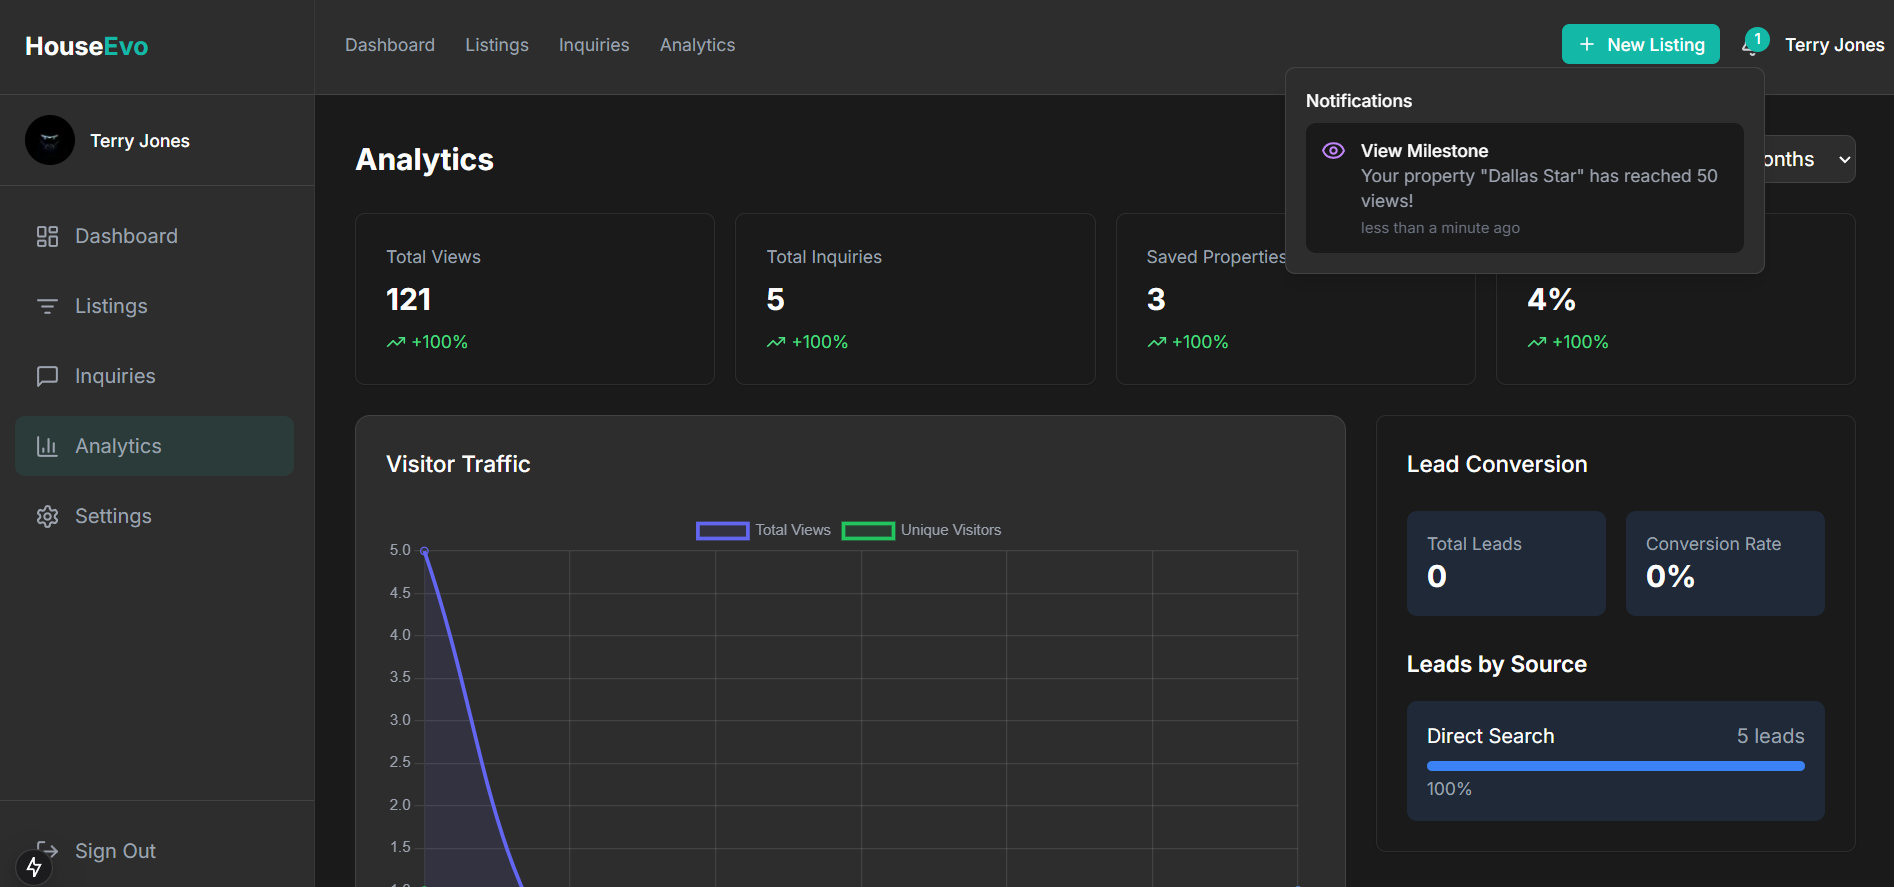 HouseEvo
Dashboard
Listings
Inquiries
Analytics
New Listing
1
Terry Jones
Terry Jones
Dashboard
Listings
Inquiries
Analytics
Settings
Sign Out
Notifications
View Milestone
Your property "Dallas Star" has reached 50
views!
less than a minute ago
Analytics
Total Views
121
+100%
Total Inquiries
5
+100%
Saved Properties
3
+100%
4%
+100%
Visitor Traffic
Total Views
Unique Visitors
5.0
4.5
4.0
3.5
3.0
2.5
2.0
1.5
Lead Conversion
Total Leads
0
Conversion Rate
0%
Leads by Source
Direct Search
5 leads
100%